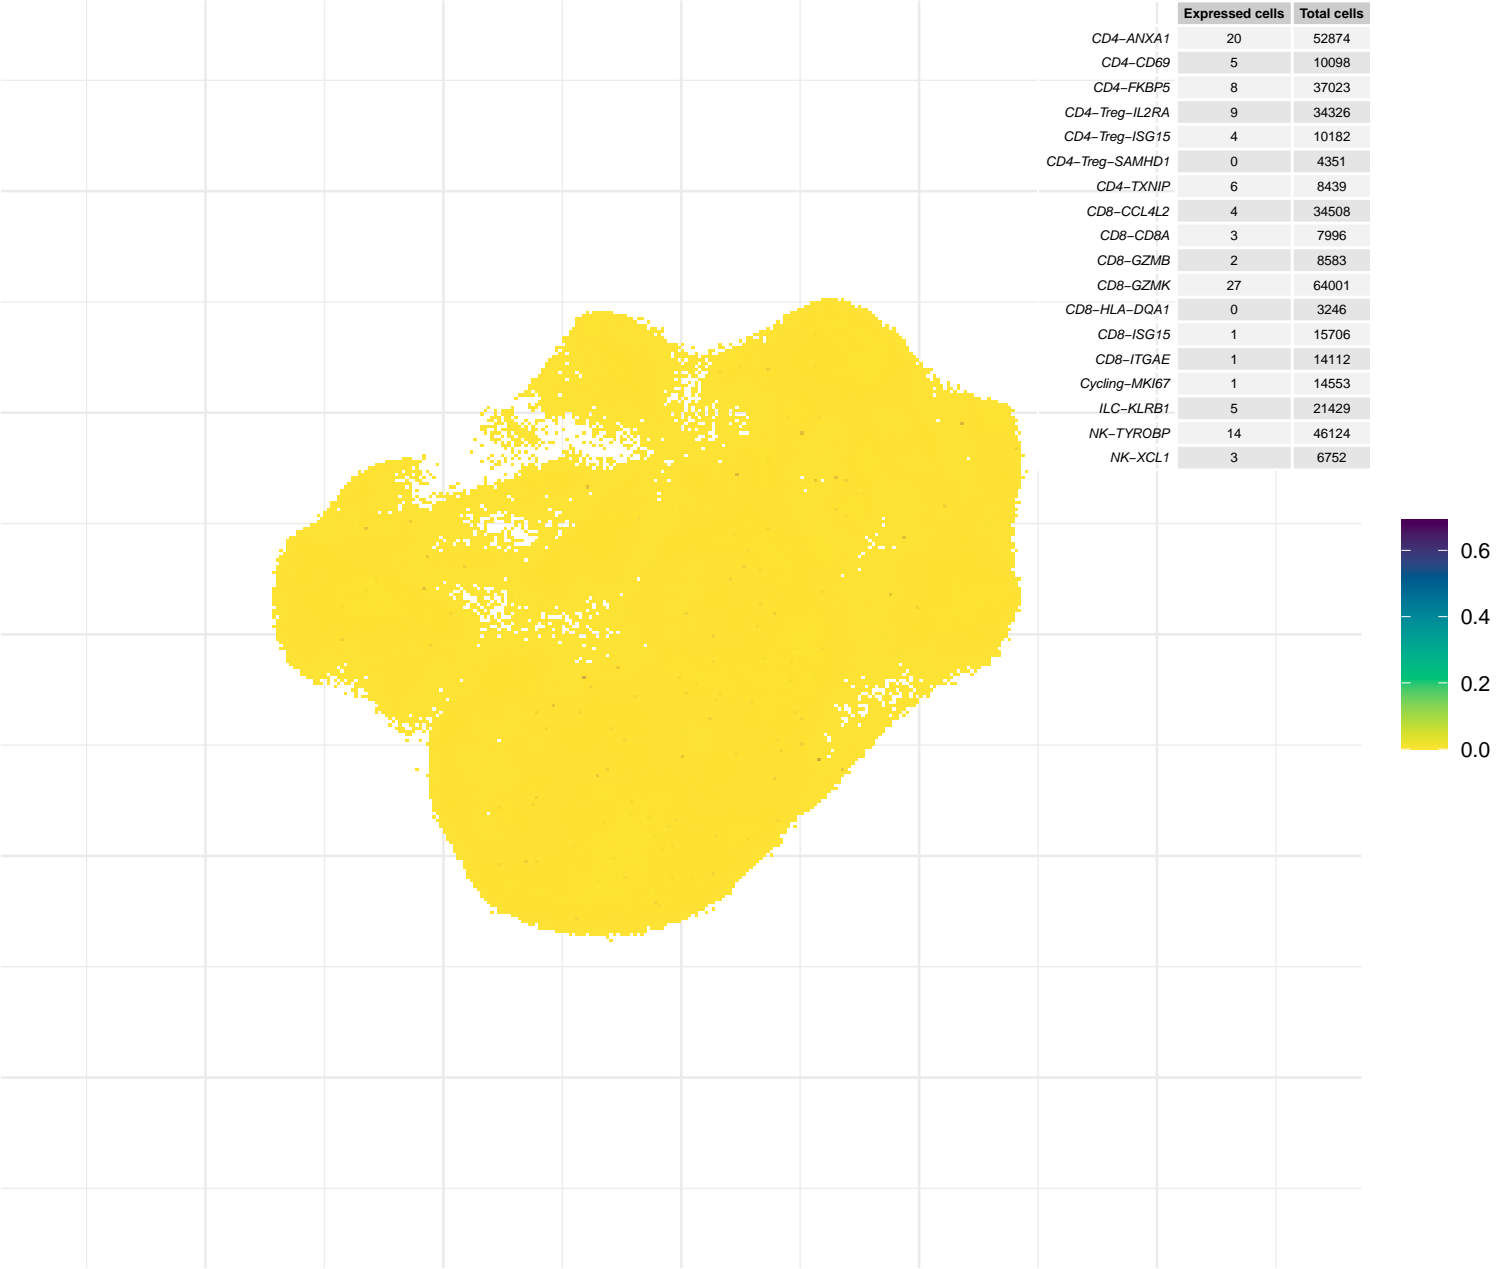 Expressed cells Total cells
CD4−ANXA1 20 52874
CD4−CD69 5 10098
CD4−FKBP5 8 37023
CD4−Treg−IL2RA 9 34326
CD4−Treg−ISG15 4 10182
CD4−Treg−SAMHD1 0 4351
CD4−TXNIP 6 8439
CD8−CCL4L2 4 34508
CD8−CD8A 3 7996
CD8−GZMB 2 8583
CD8−GZMK 27 64001
CD8−HLA−DQA1 0 3246
CD8−ISG15 1 15706
CD8−ITGAE 1 14112
Cycling−MKI67 1 14553
ILC−KLRB1 5 21429
NK−TYROBP 14 46124
NK−XCL1 3 6752
0.6
0.4
0.2
0.0